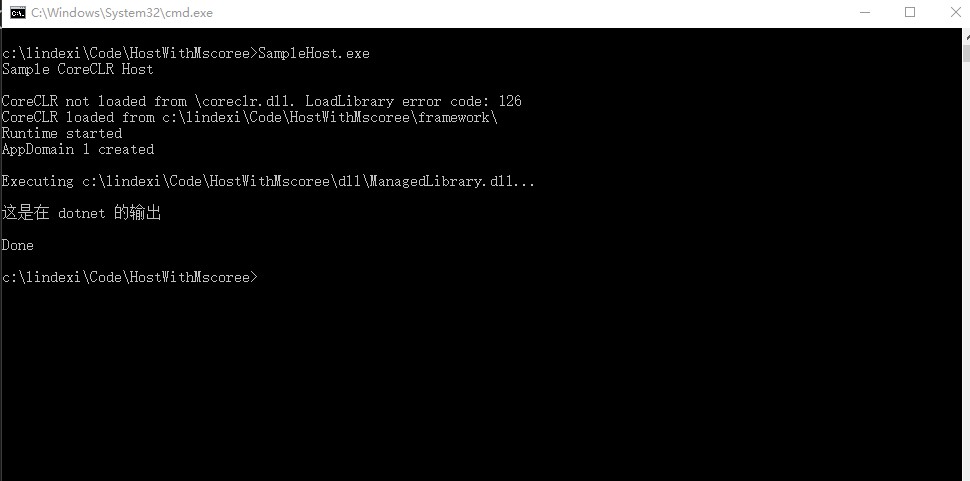 C:\Windows\System32\cmd.exe
c:\lindexi\Code\HostWithMscoree>SampleHost.exe
Sample CoreCLR Host
CoreCLR not loaded from \coreclr.dll. LoadLibrary error code: 126
CoreCLR loaded from c:\lindexi\Code\HostWithMscoree\framework\
Runtime started
AppDomain 1 created
Executing c:\lindexi\Code\HostWithMscoree\dll\ManagedLibrary.dll...
这是在 dotnet 的输出
Done
c:\lindexi\Code\HostWithMscoree>